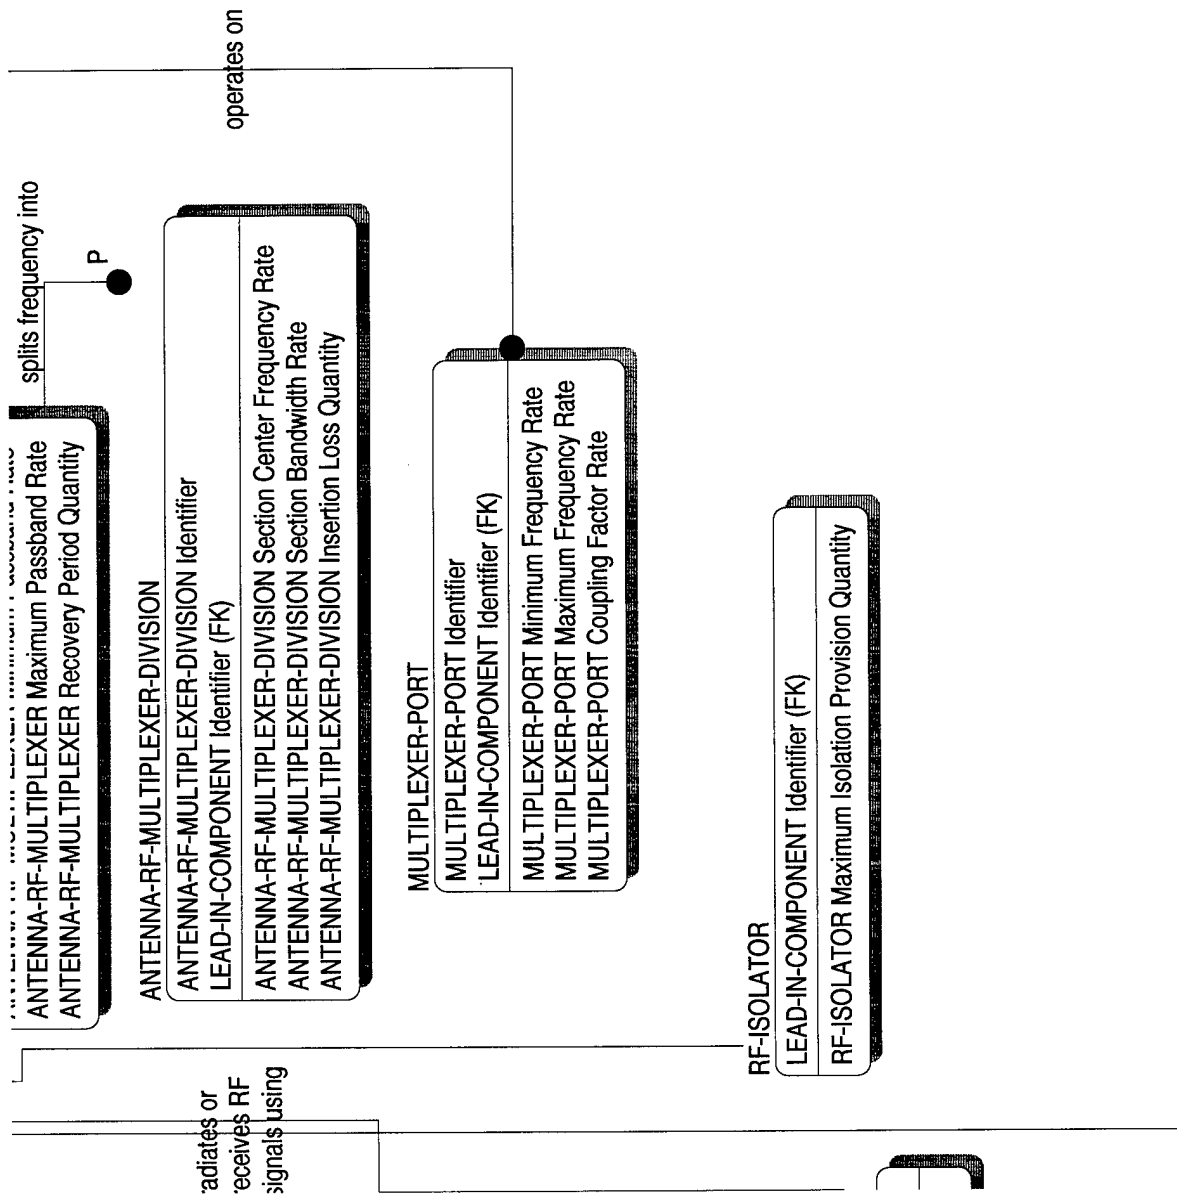 operates on
splits frequency into
P
ANTENNA-RF-MULTIPLEXER Maximum Passband Rate
ANTENNA-RF-MULTIPLEXER Recovery Period Quantity
ANTENNA-RF-MULTIPLEXER-DIVISION
ANTENNA-RF-MULTIPLEXER-DIVISION Identifier
LEAD-IN-COMPONENT Identifier (FK)
ANTENNA-RF-MULTIPLEXER-DIVISION Section Center Frequency Rate
ANTENNA-RF-MULTIPLEXER-DIVISION Section Bandwidth Rate
ANTENNA-RF-MULTIPLEXER-DIVISION Insertion Loss Quantity
MULTIPLEXER-PORT
MULTIPLEXER-PORT Identifier
LEAD-IN-COMPONENT Identifier (FK)
MULTIPLEXER-PORT Minimum Frequency Rate
MULTIPLEXER-PORT Maximum Frequency Rate
MULTIPLEXER-PORT Coupling Factor Rate
RF-ISOLATOR
LEAD-IN-COMPONENT Identifier (FK)
RF-ISOLATOR Maximum Isolation Provision Quantity
adiates or
eceives RF
signals using